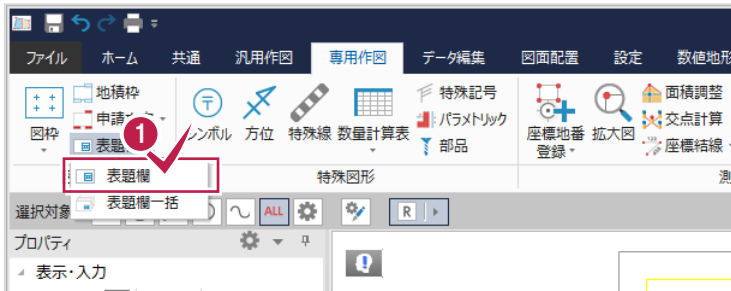 ファイル ホーム 共通 汎用作図 専用作図 データ編集 図面配置 設定 数値地形
地積枠
申請
表題
図枠
シンボル 方位 特殊線 数量計算表
特殊記号
パラメトリック
部品
座標地番
登録
拡大図
面積調整
交点計算
座標結線
1
表題欄
表題欄一括
特殊図形
測
選択対象
ALL
R
プロパティ
表示・入力